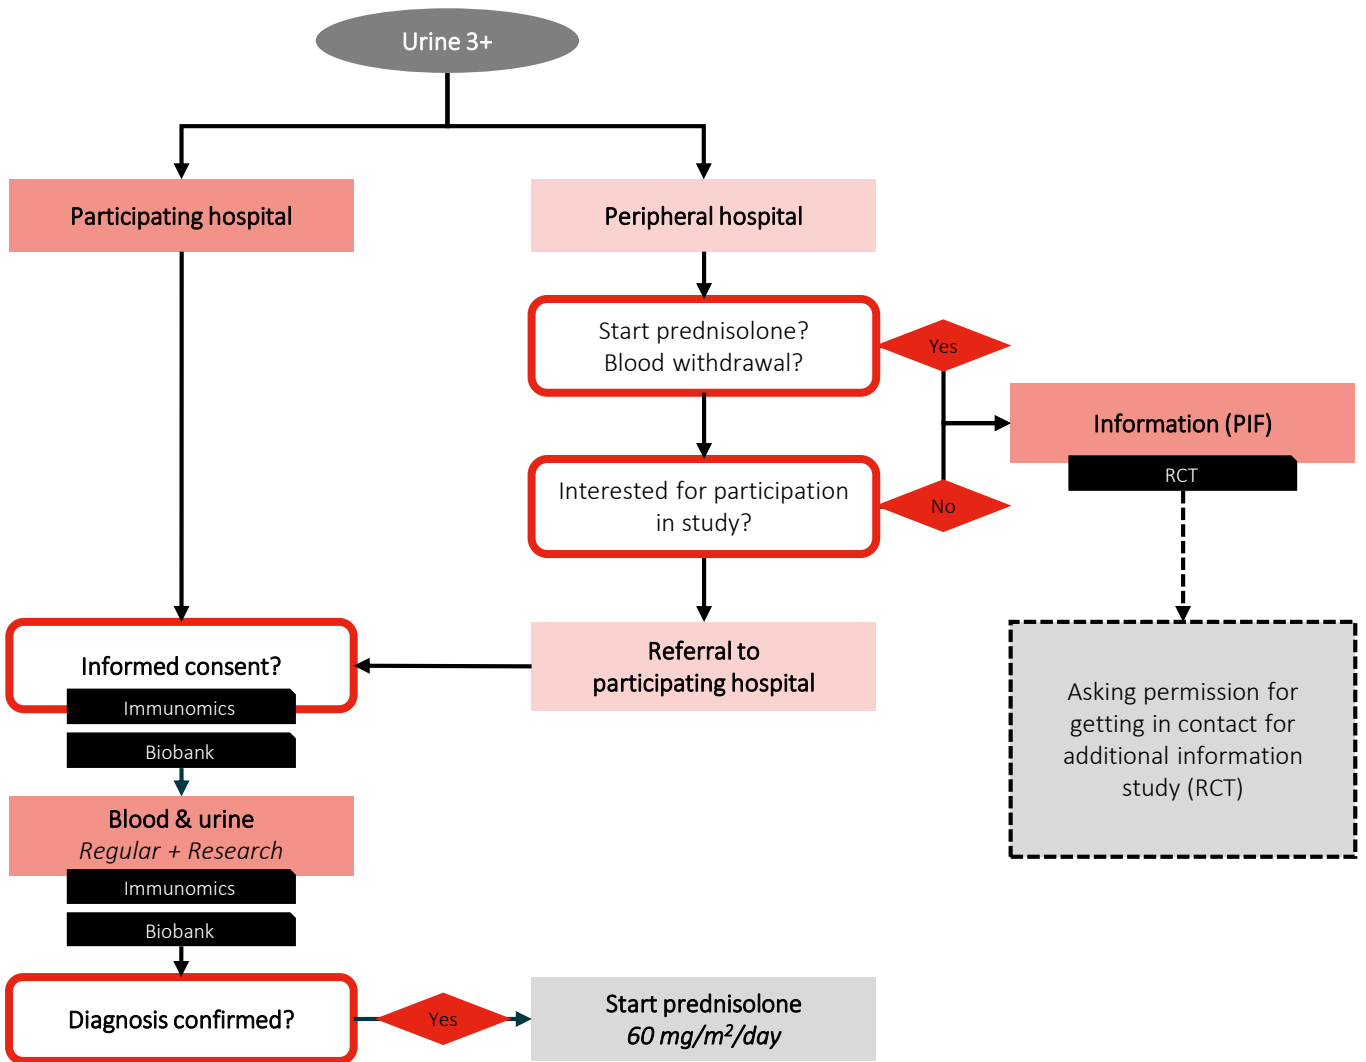 Urine 3+
Participating hospital
Peripheral hospital
Start prednisolone?
Blood withdrawal?
Yes
Information (PIF)
RCT
Interested for participation
in study?
No
Informed consent?
Immunomics
Biobank
Referral to
participating hospital
Asking permission for
getting in contact for
additional information
study (RCT)
Blood & urine
Regular + Research
Immunomics
Biobank
Diagnosis confirmed?
Yes
Start prednisolone
60 mg/m²/day